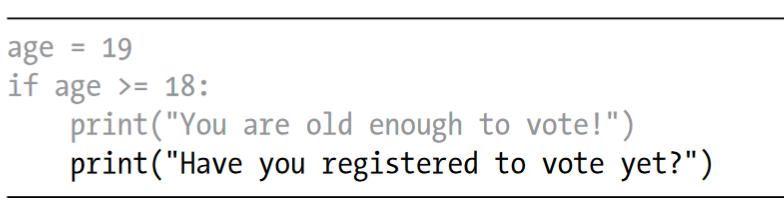 age = 19
if age >= 18:
    print("You are old enough to vote!")
    print("Have you registered to vote yet?")